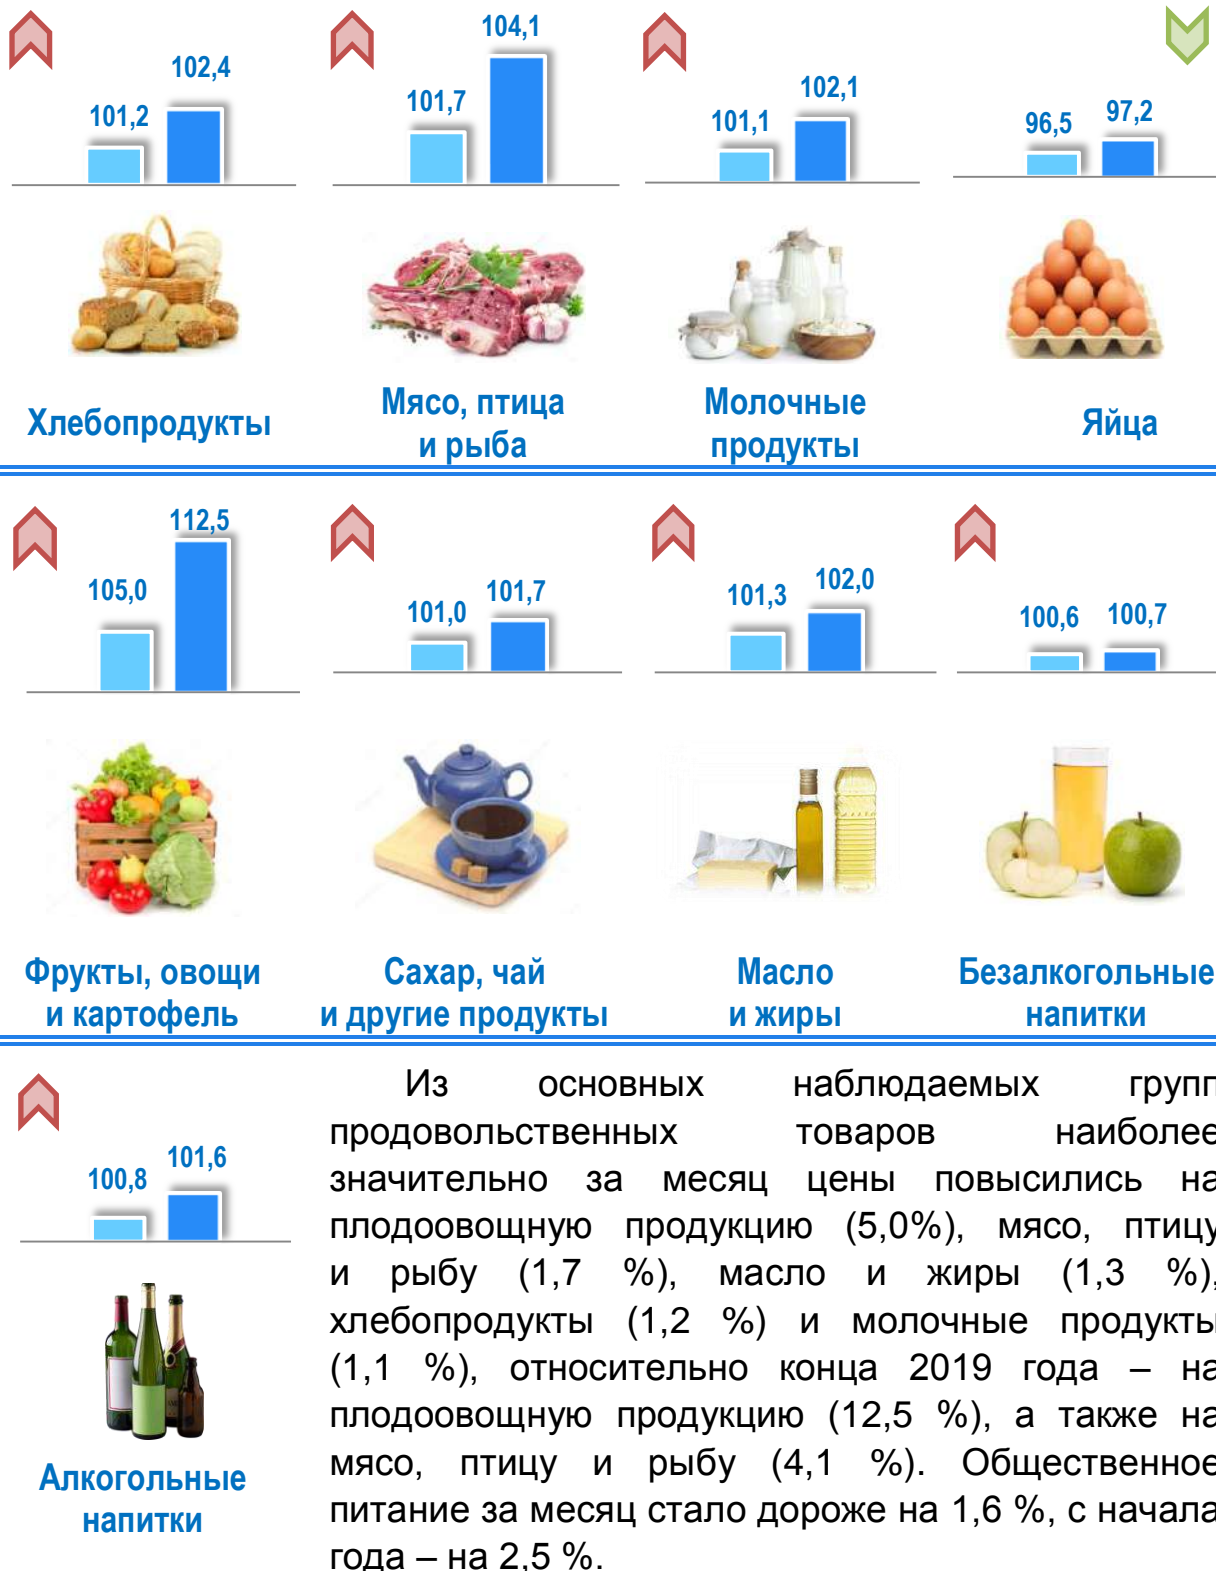 101,2
102,4
101,7
104,1
101,1
102,1
96,5
97,2
Хлебопродукты
Мясо, птица
и рыба
Молочные
продукты
Яйца
105,0
112,5
101,0
101,7
101,3
102,0
100,6
100,7
Фрукты, овощи
и картофель
Сахар, чай
и другие продукты
Масло
и жиры
Безалкогольные
напитки
100,8
101,6
Алкогольные
напитки
Из основных наблюдаемых групп
продовольственных товаров наиболее
значительно за месяц цены повысились на
плодоовощную продукцию (5,0%), мясо, птицу
и рыбу (1,7 %), масло и жиры (1,3 %),
хлебопродукты (1,2 %) и молочные продукты
(1,1 %), относительно конца 2019 года – на
плодоовощную продукцию (12,5 %), а также на
мясо, птицу и рыбу (4,1 %). Общественное
питание за месяц стало дороже на 1,6 %, с начала
года – на 2,5 %.